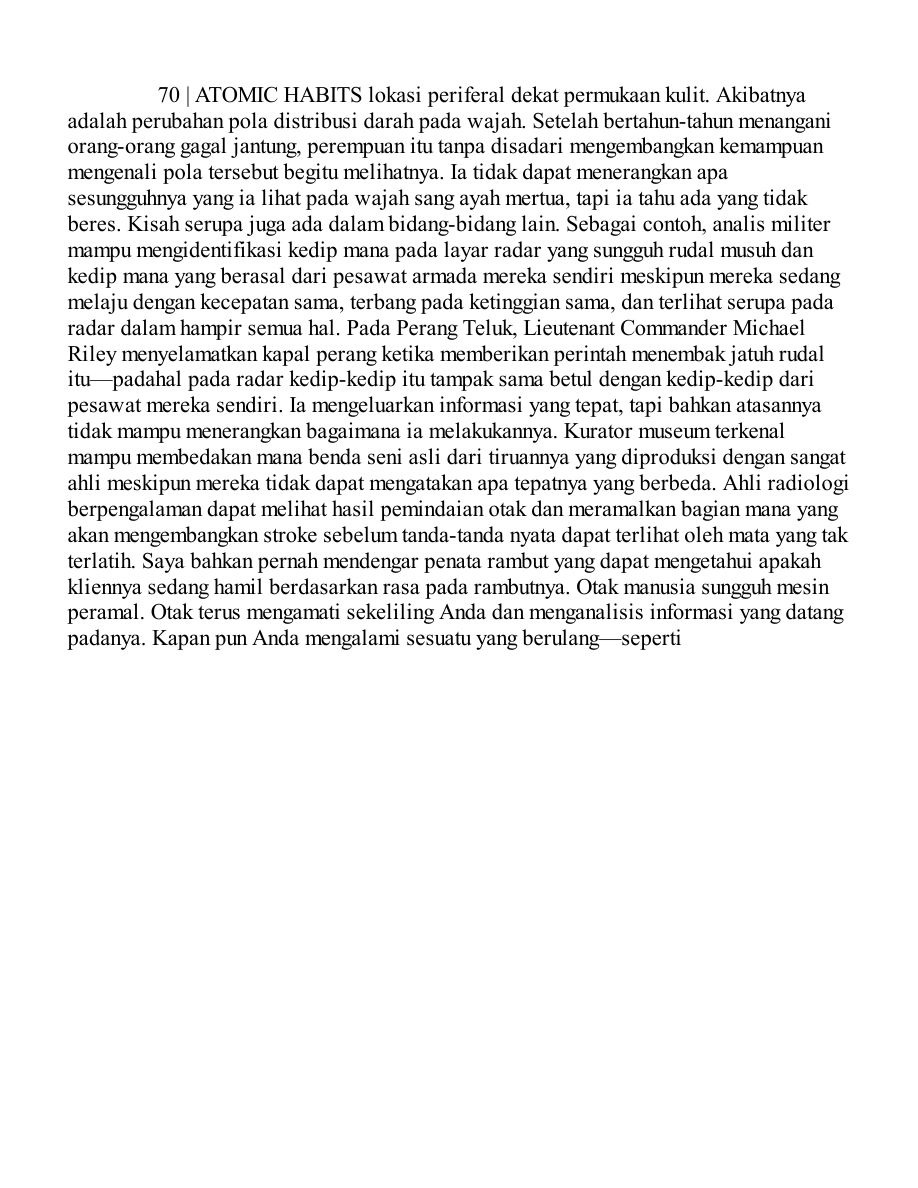 70 | ATOMIC HABITS lokasi periferal dekat permukaan kulit. Akibatnya
adalah perubahan pola distribusi darah pada wajah. Setelah bertahun-tahun menangani
orang-orang gagal jantung, perempuan itu tanpa disadari mengembangkan kemampuan
mengenali pola tersebut begitu melihatnya. Ia tidak dapat menerangkan apa
sesungguhnya yang ia lihat pada wajah sang ayah mertua, tapi ia tahu ada yang tidak
beres. Kisah serupa juga ada dalam bidang-bidang lain. Sebagai contoh, analis militer
mampu mengidentifikasi kedip mana pada layar radar yang sungguh rudal musuh dan
kedip mana yang berasal dari pesawat armada mereka sendiri meskipun mereka sedang
melaju dengan kecepatan sama, terbang pada ketinggian sama, dan terlihat serupa pada
radar dalam hampir semua hal. Pada Perang Teluk, Lieutenant Commander Michael
Riley menyelamatkan kapal perang ketika memberikan perintah menembak jatuh rudal
itu—padahal pada radar kedip-kedip itu tampak sama betul dengan kedip-kedip dari
pesawat mereka sendiri. Ia mengeluarkan informasi yang tepat, tapi bahkan atasannya
tidak mampu menerangkan bagaimana ia melakukannya. Kurator museum terkenal
mampu membedakan mana benda seni asli dari tiruannya yang diproduksi dengan sangat
ahli meskipun mereka tidak dapat mengatakan apa tepatnya yang berbeda. Ahli radiologi
berpengalaman dapat melihat hasil pemindaian otak dan meramalkan bagian mana yang
akan mengembangkan stroke sebelum tanda-tanda nyata dapat terlihat oleh mata yang tak
terlatih. Saya bahkan pernah mendengar penata rambut yang dapat mengetahui apakah
kliennya sedang hamil berdasarkan rasa pada rambutnya. Otak manusia sungguh mesin
peramal. Otak terus mengamati sekeliling Anda dan menganalisis informasi yang datang
padanya. Kapan pun Anda mengalami sesuatu yang berulang—seperti